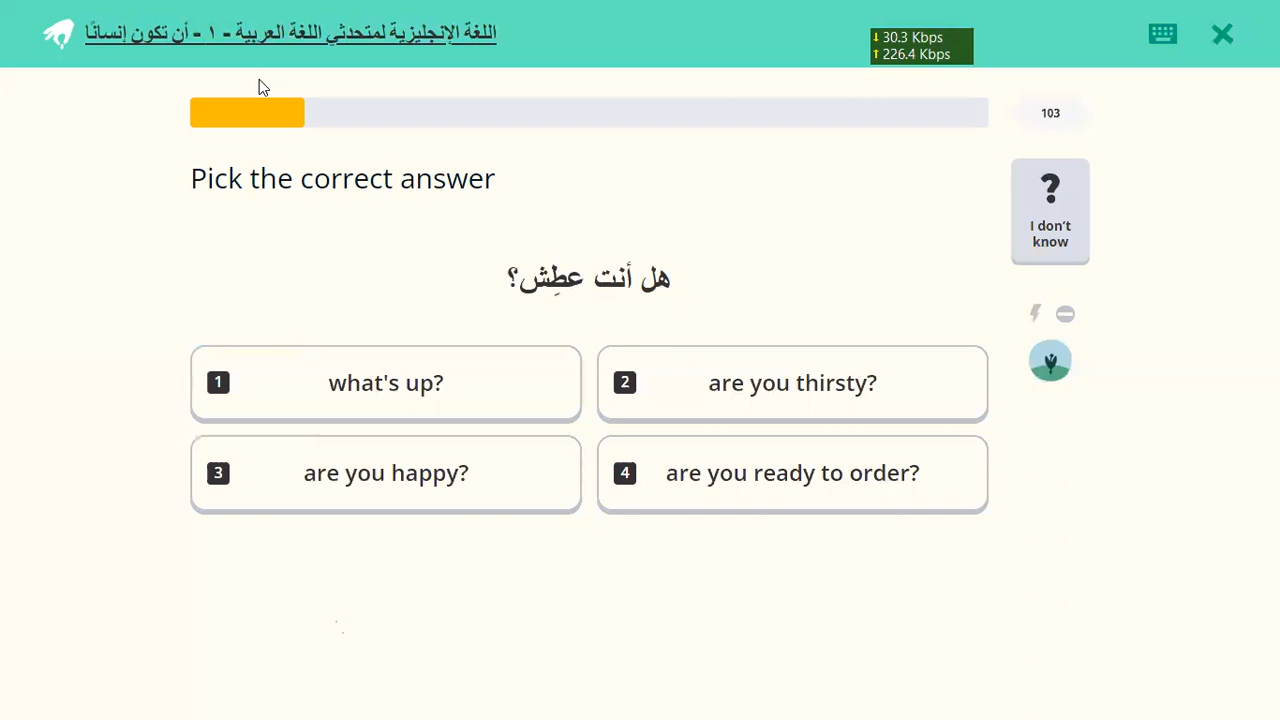 اللغة الإنجليزية لمتحدثي اللغة العربية - ١ - أن تكون إنسانًا
↓ 30.3 Kbps
↑ 226.4 Kbps
103
Pick the correct answer
? I don't know
هل أنت عطِش؟
1 what's up?
2 are you thirsty?
3 are you happy?
4 are you ready to order?